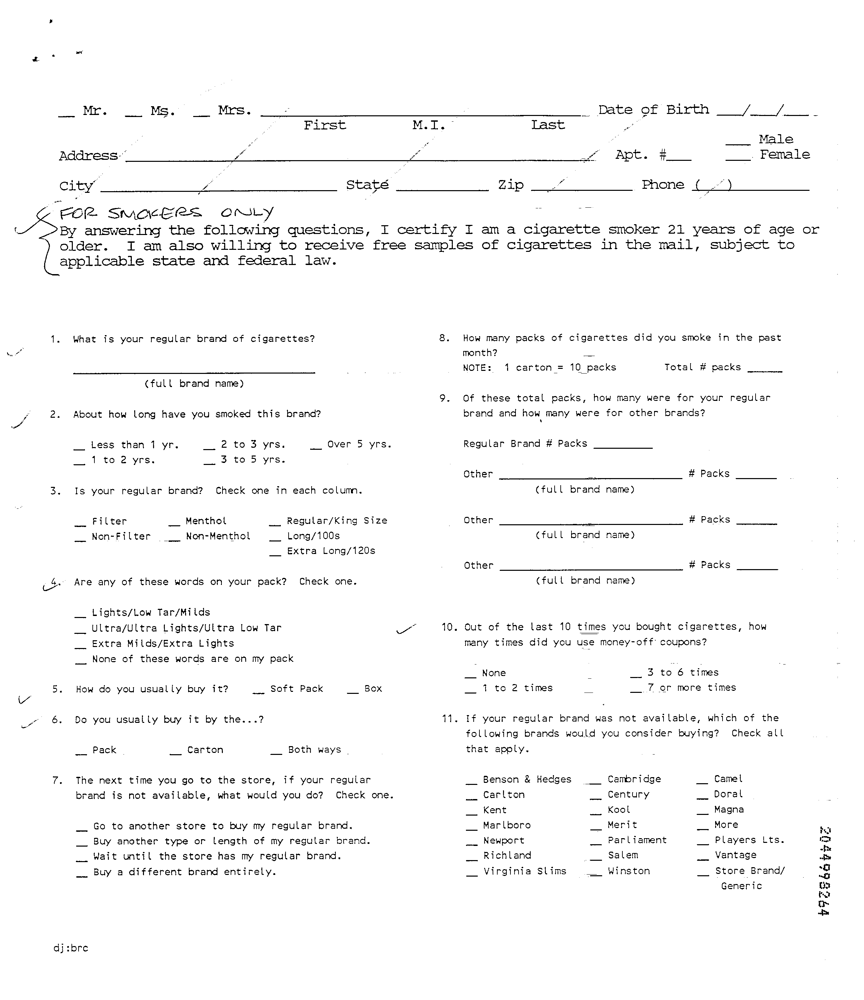 __ Mr. __ Ms. __ Mrs. ______________________ Date of Birth ___/___/___
First M.I. Last
___ Male
Address ______________________ Apt. #___ ___ Female
City ____________ State _________ Zip _______ Phone ( )
FOR SMOKERS ONLY
By answering the following questions, I certify I am a cigarette smoker 21 years of age or
older. I am also willing to receive free samples of cigarettes in the mail, subject to
applicable state and federal law.
1. What is your regular brand of cigarettes?
______________________
(full brand name)
2. About how long have you smoked this brand?
__ Less than 1 yr. __ 2 to 3 yrs. __ Over 5 yrs.
__ 1 to 2 yrs. __ 3 to 5 yrs.
3. Is your regular brand? Check one in each column.
__ Filter __ Menthol __ Regular/King Size
__ Non-Filter __ Non-Menthol __ Long/100s
__ Extra Long/120s
4. Are any of these words on your pack? Check one.
__ Lights/Low Tar/Milds
__ Ultra/Ultra Lights/Ultra Low Tar
__ Extra Milds/Extra Lights
__ None of these words are on my pack
5. How do you usually buy it? __ Soft Pack __ Box
6. Do you usually buy it by the...?
__ Pack __ Carton __ Both ways
7. The next time you go to the store, if your regular
brand is not available, what would you do? Check one.
__ Go to another store to buy my regular brand.
__ Buy another type or length of my regular brand.
__ Wait until the store has my regular brand.
__ Buy a different brand entirely.
8. How many packs of cigarettes did you smoke in the past
month?
NOTE: 1 carton = 10 packs Total # packs _____
9. Of these total packs, how many were for your regular
brand and how many were for other brands?
Regular Brand # Packs ________
Other ______________________ # Packs _____
(full brand name)
Other ______________________ # Packs _____
(full brand name)
Other ______________________ # Packs _____
(full brand name)
10. Out of the last 10 times you bought cigarettes, how
many times did you use money-off coupons?
__ None __ 3 to 6 times
__ 1 to 2 times __ 7 or more times
11. If your regular brand was not available, which of the
following brands would you consider buying? Check all
that apply.
__ Benson & Hedges __ Cambridge __ Camel
__ Carlton __ Century __ Doral
__ Kent __ Kool __ Magna
__ Marlboro __ Merit __ More
__ Newport __ Parliament __ Players Lts.
__ Richland __ Salem __ Vantage
__ Virginia Slims __ Winston __ Store Brand/
Generic
2044998264
dj:brc